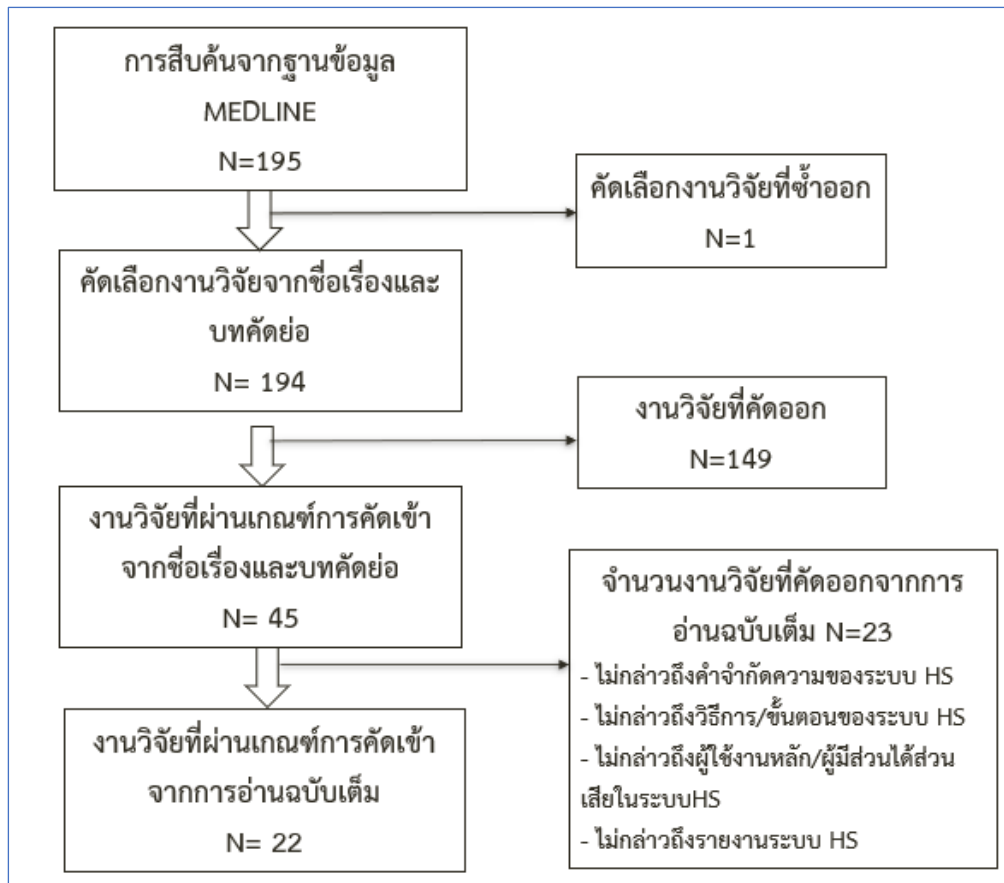 การสืบค้นจากฐานข้อมูล
MEDLINE
N=195
คัดเลือกงานวิจัยที่ซ้ำออก
N=1
คัดเลือกงานวิจัยจากชื่อเรื่องและ
บทคัดย่อ
N= 194
งานวิจัยที่คัดออก
N=149
งานวิจัยที่ผ่านเกณฑ์การคัดเข้า
จากชื่อเรื่องและบทคัดย่อ
N= 45
จำนวนงานวิจัยที่คัดออกจากการ
อ่านฉบับเต็ม N=23
- ไม่กล่าวถึงคำจำกัดความของระบบ HS
- ไม่กล่าวถึงวิธีการ/ขั้นตอนของระบบ HS
- ไม่กล่าวถึงผู้ใช้งานหลัก/ผู้มีส่วนได้ส่วน
เสียในระบบHS
- ไม่กล่าวถึงรายงานระบบ HS
งานวิจัยที่ผ่านเกณฑ์การคัดเข้า
จากการอ่านฉบับเต็ม
N= 22